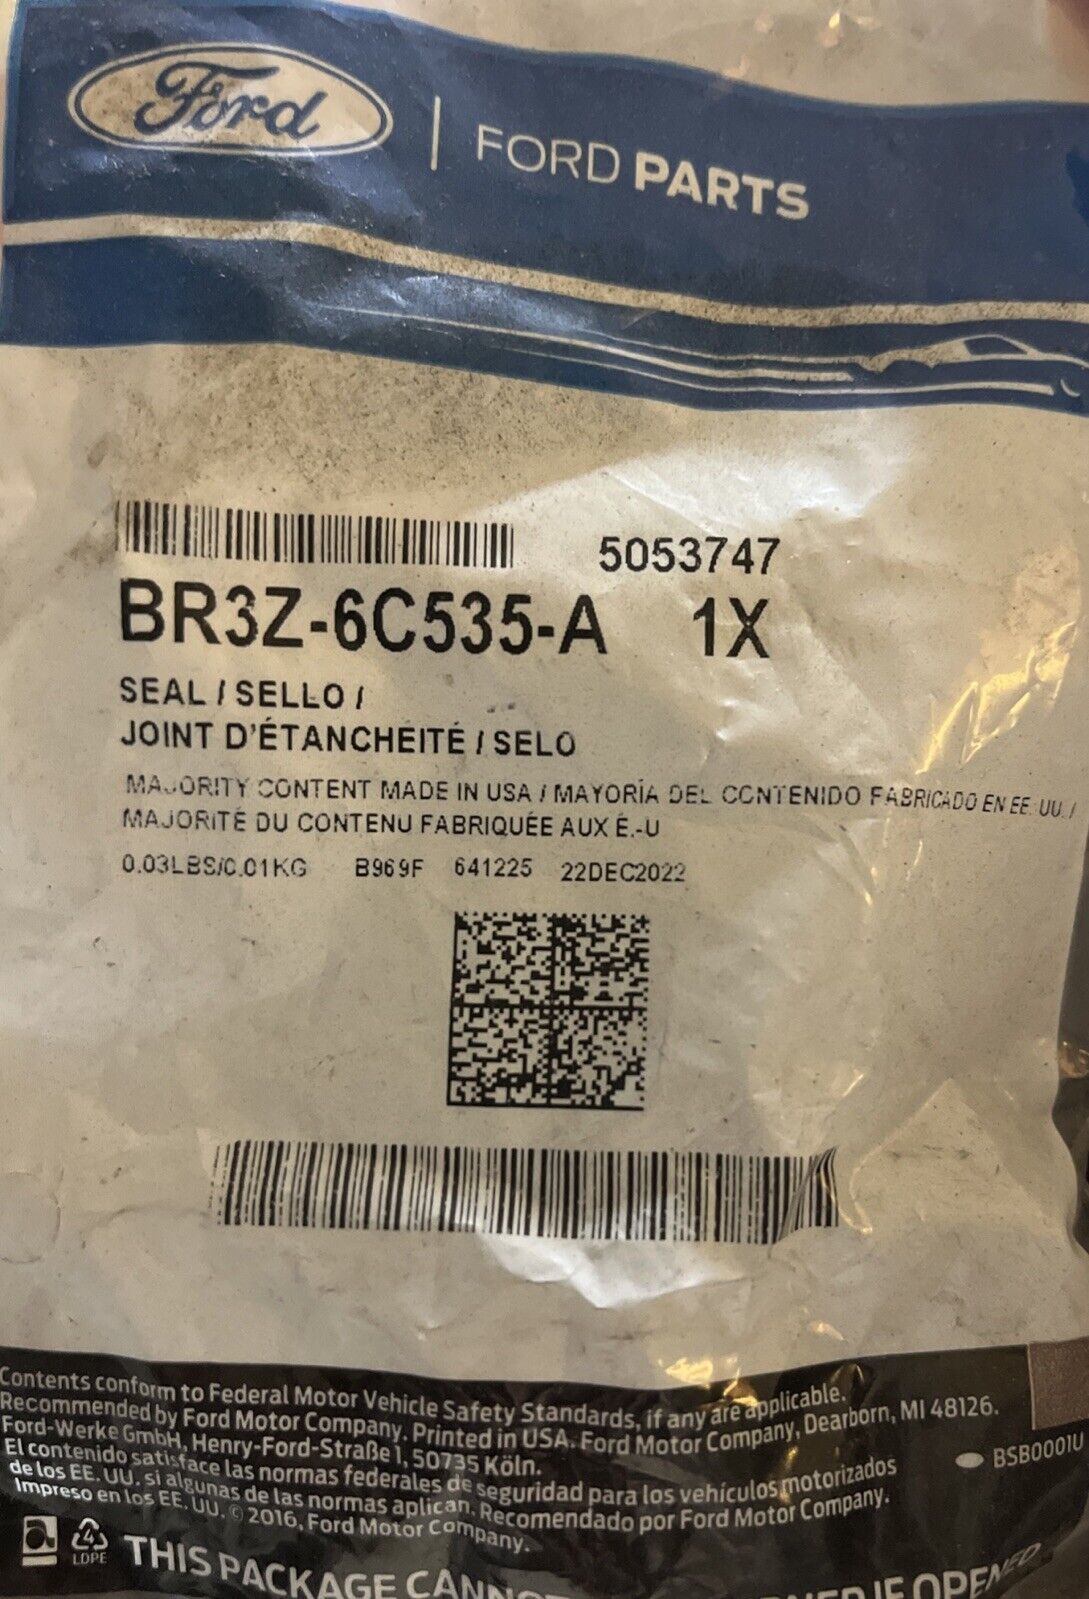 Ford | FORD PARTS
5053747
BR3Z-6C535-A 1X
SEAL / SELLO /
JOINT D'ÉTANCHEITÉ / SELO
MAJORITY CONTENT MADE IN USA / MAYORÍA DEL CONTENIDO FABRICADO EN EE. UU. /
MAJORITÉ DU CONTENU FABRIQUÉE AUX É.-U
0.03LBS/0.01KG B969F 641225 22DEC2022
Contents conform to Federal Motor Vehicle Safety Standards, if any are applicable.
Recommended by Ford Motor Company. Printed in USA. Ford Motor Company, Dearborn, MI 48126.
Ford-Werke GmbH, Henry-Ford-Straße 1, 50735 Köln.
El contenido satisface las normas federales de seguridad para los vehículos motorizados
de los EE. UU. si algunas de las normas aplican. Recomendado por Ford Motor Company.
Impreso en los EE. UU. © 2016, Ford Motor Company.
BSB0001U
4
LDPE
THIS PACKAGE IF OPENED